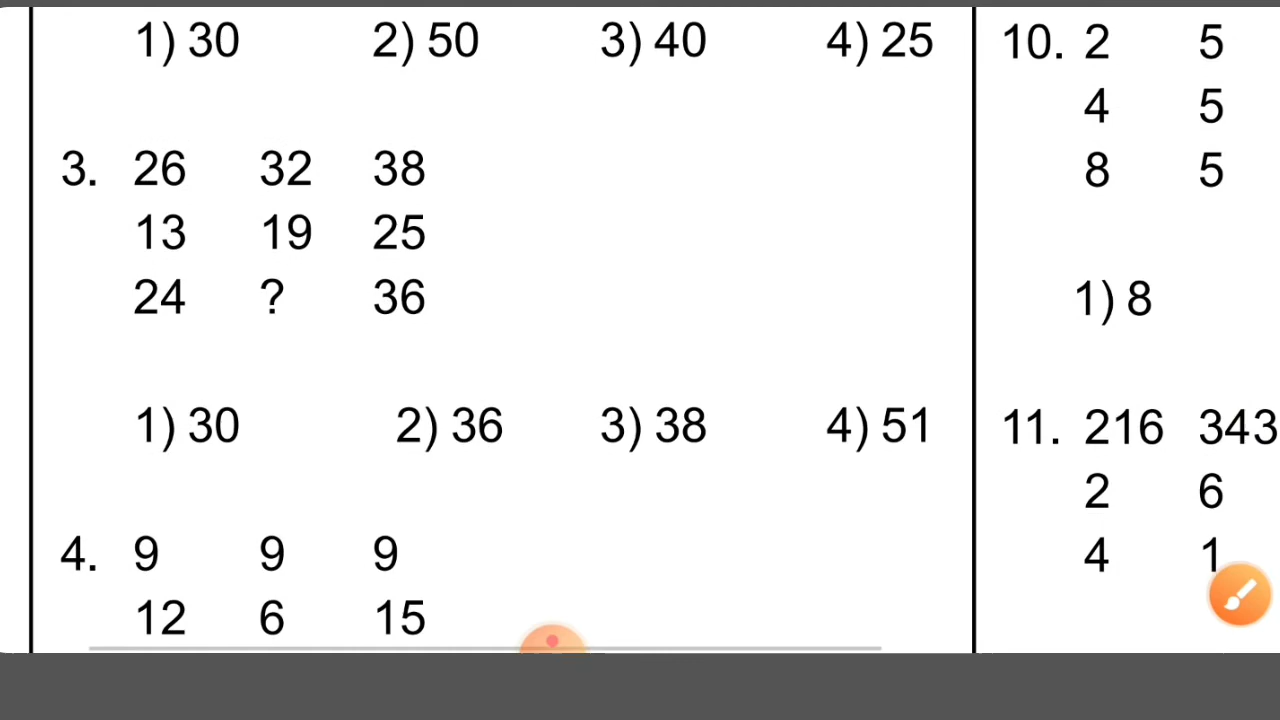 1) 30 2) 50 3) 40 4) 25
3. 26 32 38
13 19 25
24 ? 36
1) 30 2) 36 3) 38 4) 51
4. 9 9 9
12 6 15
10. 2 5
4 5
8 5
1) 8
11. 216 343
2 6
4 1